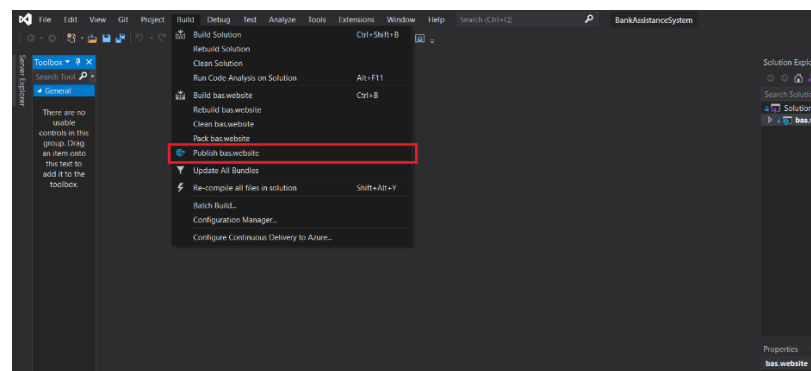 File Edit View Git Project Build Debug Test Analyze Tools Extensions Window Help Search (Ctrl+Q) BankAssistanceSystem
Server Explorer
Toolbox
Search Tool
General
There are no
usable
controls in this
group. Drag
an item onto
this text to
add it to the
toolbox.
Build Solution Ctrl+Shift+B
Rebuild Solution
Clean Solution
Run Code Analysis on Solution Alt+F11
Build bas.website Ctrl+B
Rebuild bas.website
Clean bas.website
Pack bas.website
Publish bas.website
Update All Bundles
Re-compile all files in solution Shift+Alt+Y
Batch Build...
Configuration Manager...
Configure Continuous Delivery to Azure...
Solution Explo
Search Solutio
Solution
bas.
Properties
bas.website